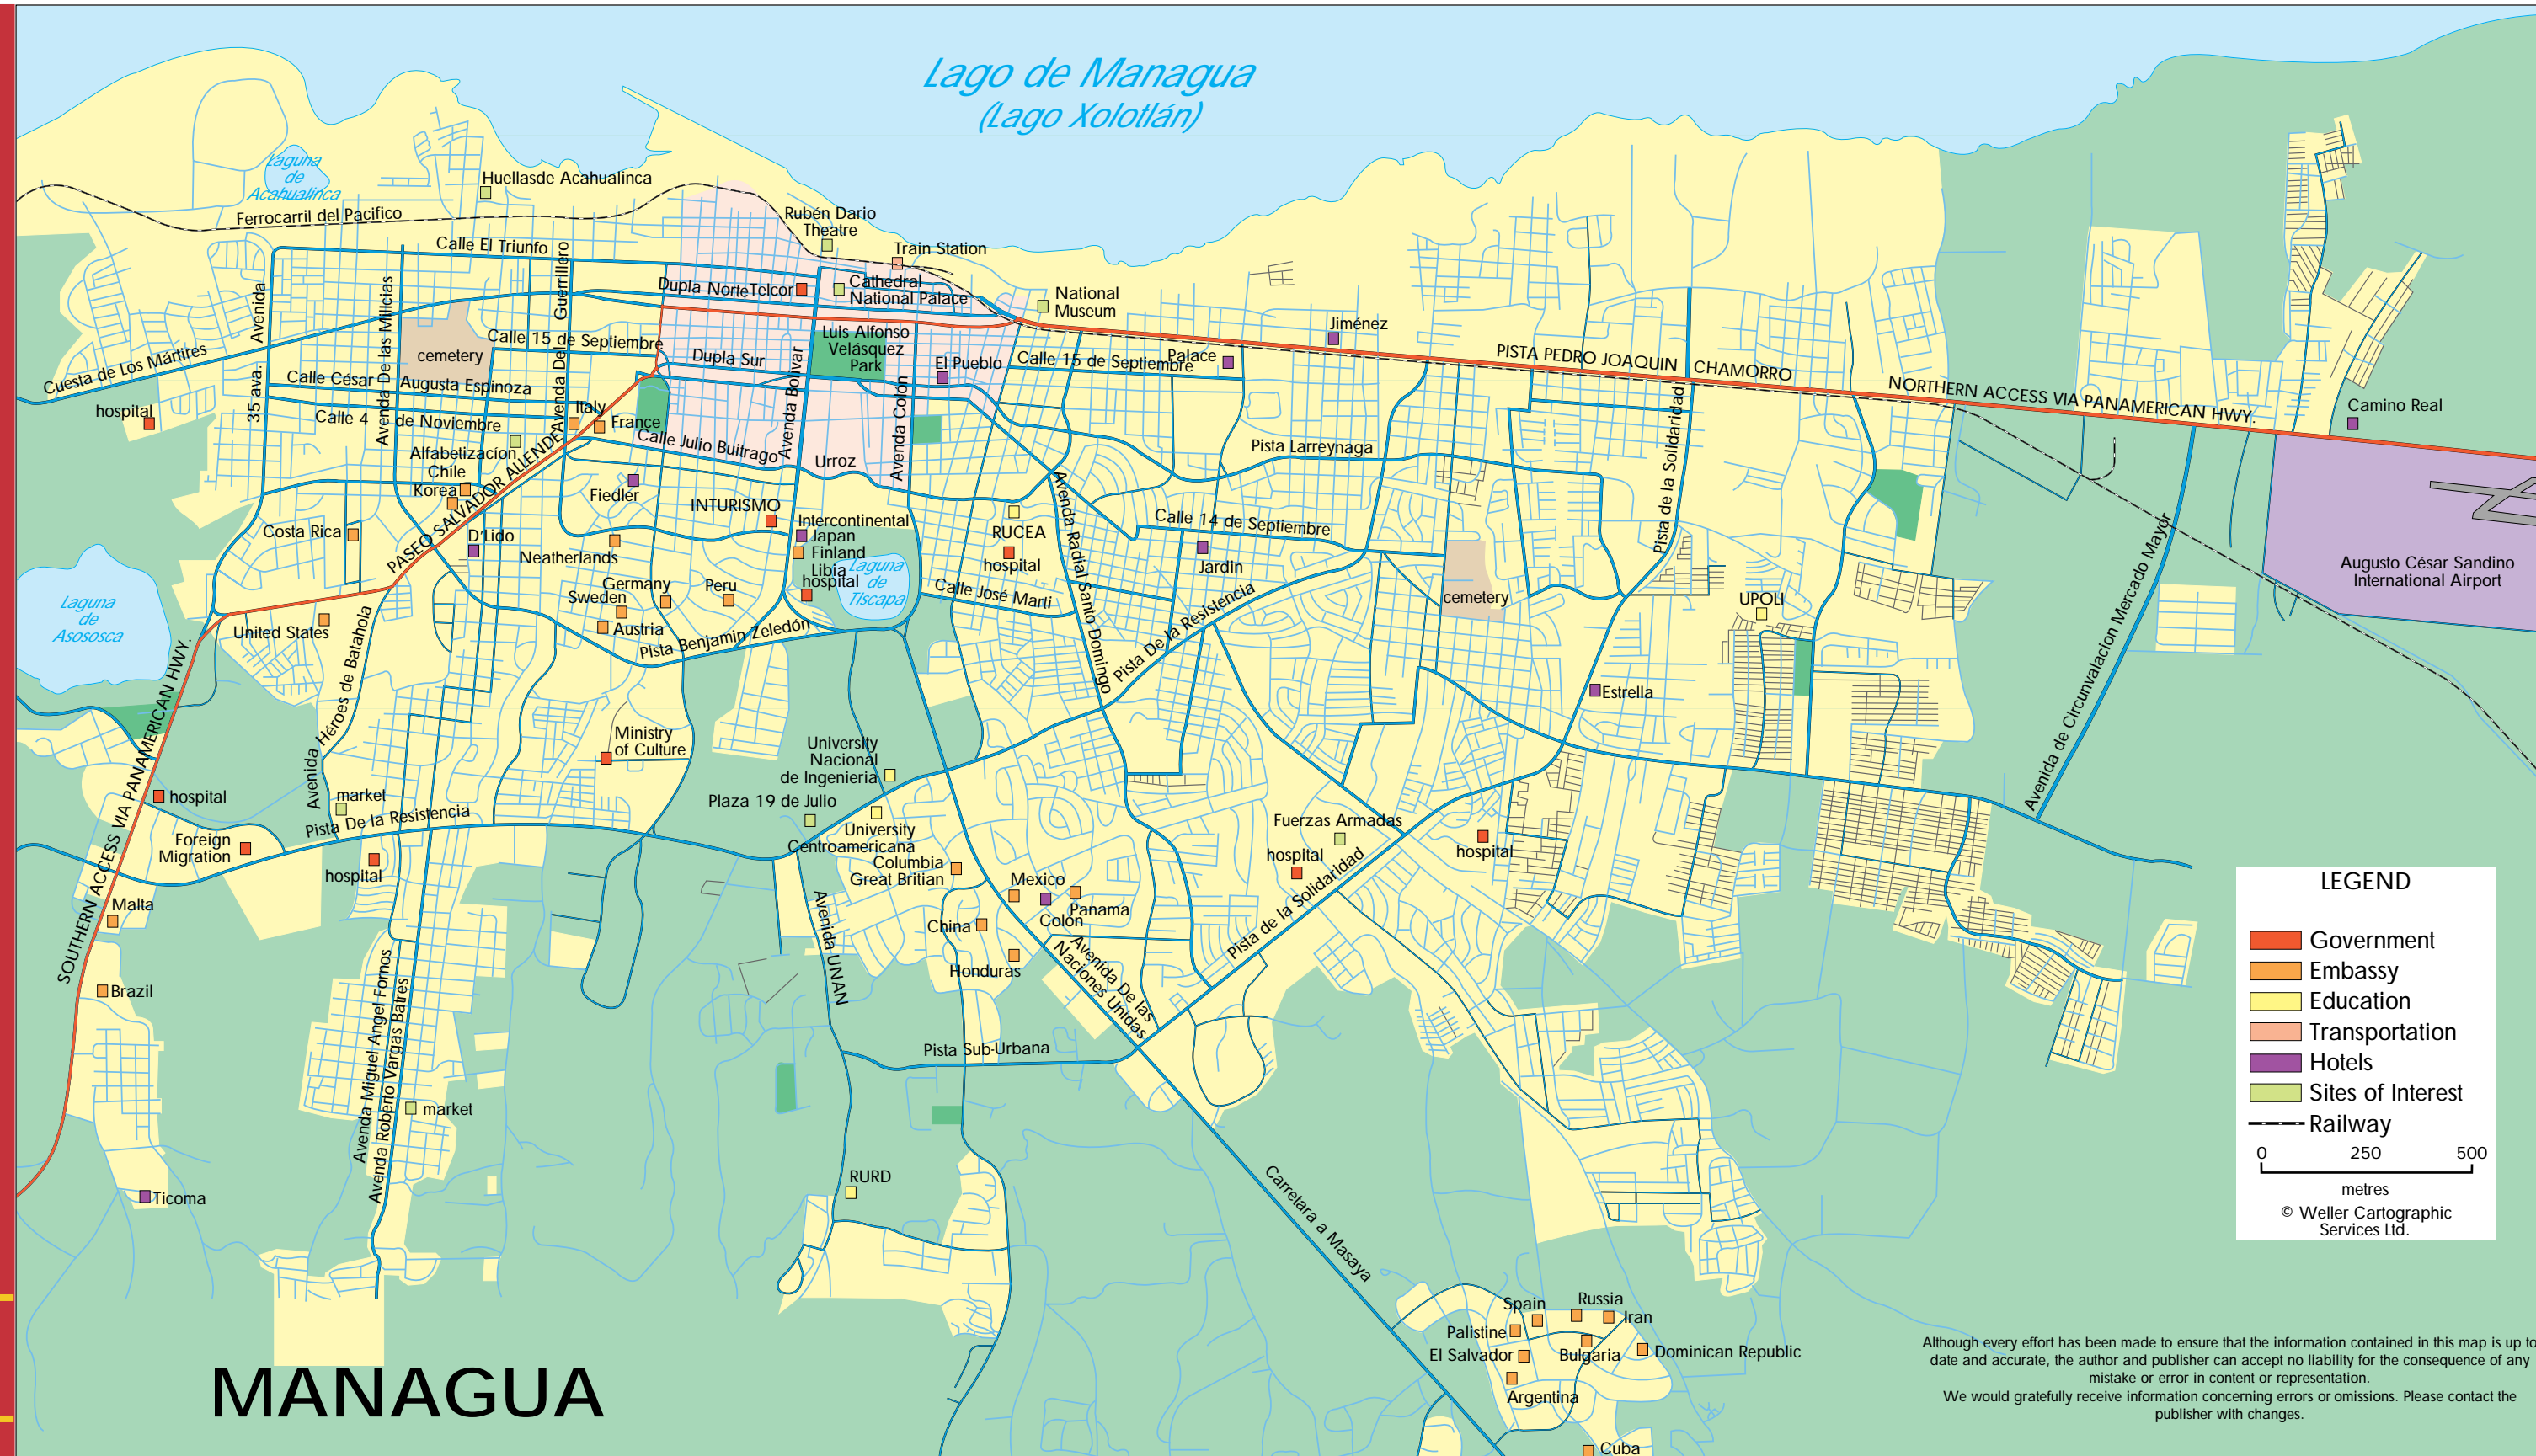 Lago de Managua
(Lago Xolotlán)
Laguna
de
Acahualinca
Huellasde Acahualinca
Ferrocarril del Pacifico
Rubén Dario
Theatre
Train Station
Calle El Triunfo
Avenda Del Guerrillero
Dupla Norte
Telcor
Cathedral
National Palace
National
Museum
Avenida
35 ava.
Avenda De las Milicias
Cuesta de Los Mártires
cemetery
Calle 15 de Septiembre
Dupla Sur
Luis Alfonso
Velásquez
Park
El Pueblo
Calle 15 de Septiembre
Palace
Jiménez
PISTA PEDRO JOAQUIN CHAMORRO
NORTHERN ACCESS VIA PANAMERICAN HWY.
Camino Real
Calle César Augusta Espinoza
Calle 4 de Noviembre
hospital
Italy
France
Alfabetizacíon
Chile
Korea
PASEO SALVADOR ALLENDE
Calle Julio Buitrago
Urroz
Avenda Bolivar
Avenda Colón
Pista Larreynaga
Pista de la Solidaridad
Fiedler
INTURISMO
Intercontinental
Japan
Finland
Libia
hospital
Laguna
de
Tiscapa
RUCEA
hospital
Avenda Radial Santo Domingo
Calle 14 de Septiembre
Jardin
Costa Rica
D'Lido
Neatherlands
Germany
Sweden
Peru
Austria
Calle José Marti
Pista De la Resistencia
cemetery
UPOLI
Augusto César Sandino
International Airport
Avenida de Circunvalacion Mercado Mayor
Laguna
de
Asososca
United States
Pista Benjamin Zeledón
Avenida Héroes de Batahola
SOUTHERN ACCESS VIA PANAMERICAN HWY.
Estrella
Ministry
of Culture
University
Nacional
de Ingenieria
Plaza 19 de Julio
University
Centroamericana
hospital
market
Pista De la Resistencia
Foreign
Migration
hospital
Columbia
Great Britian
Mexico
Panama
Colón
China
Honduras
Fuerzas Armadas
hospital
hospital
Pista de la Solidaridad
Malta
Brazil
Avenida UNAN
Avenida De las
Naciones Unidas
Avenda Miguel Angel Fornos
Avenda Roberto Vargas Batres
Pista Sub-Urbana
market
Ticoma
RURD
Carretara a Masaya
LEGEND
Government
Embassy
Education
Transportation
Hotels
Sites of Interest
Railway
0 250 500
metres
© Weller Cartographic
Services Ltd.
Spain
Russia
Iran
Palistine
El Salvador
Bulgaria
Dominican Republic
Argentina
Cuba
MANAGUA
Although every effort has been made to ensure that the information contained in this map is up to
date and accurate, the author and publisher can accept no liability for the consequence of any
mistake or error in content or representation.
We would gratefully receive information concerning errors or omissions. Please contact the
publisher with changes.